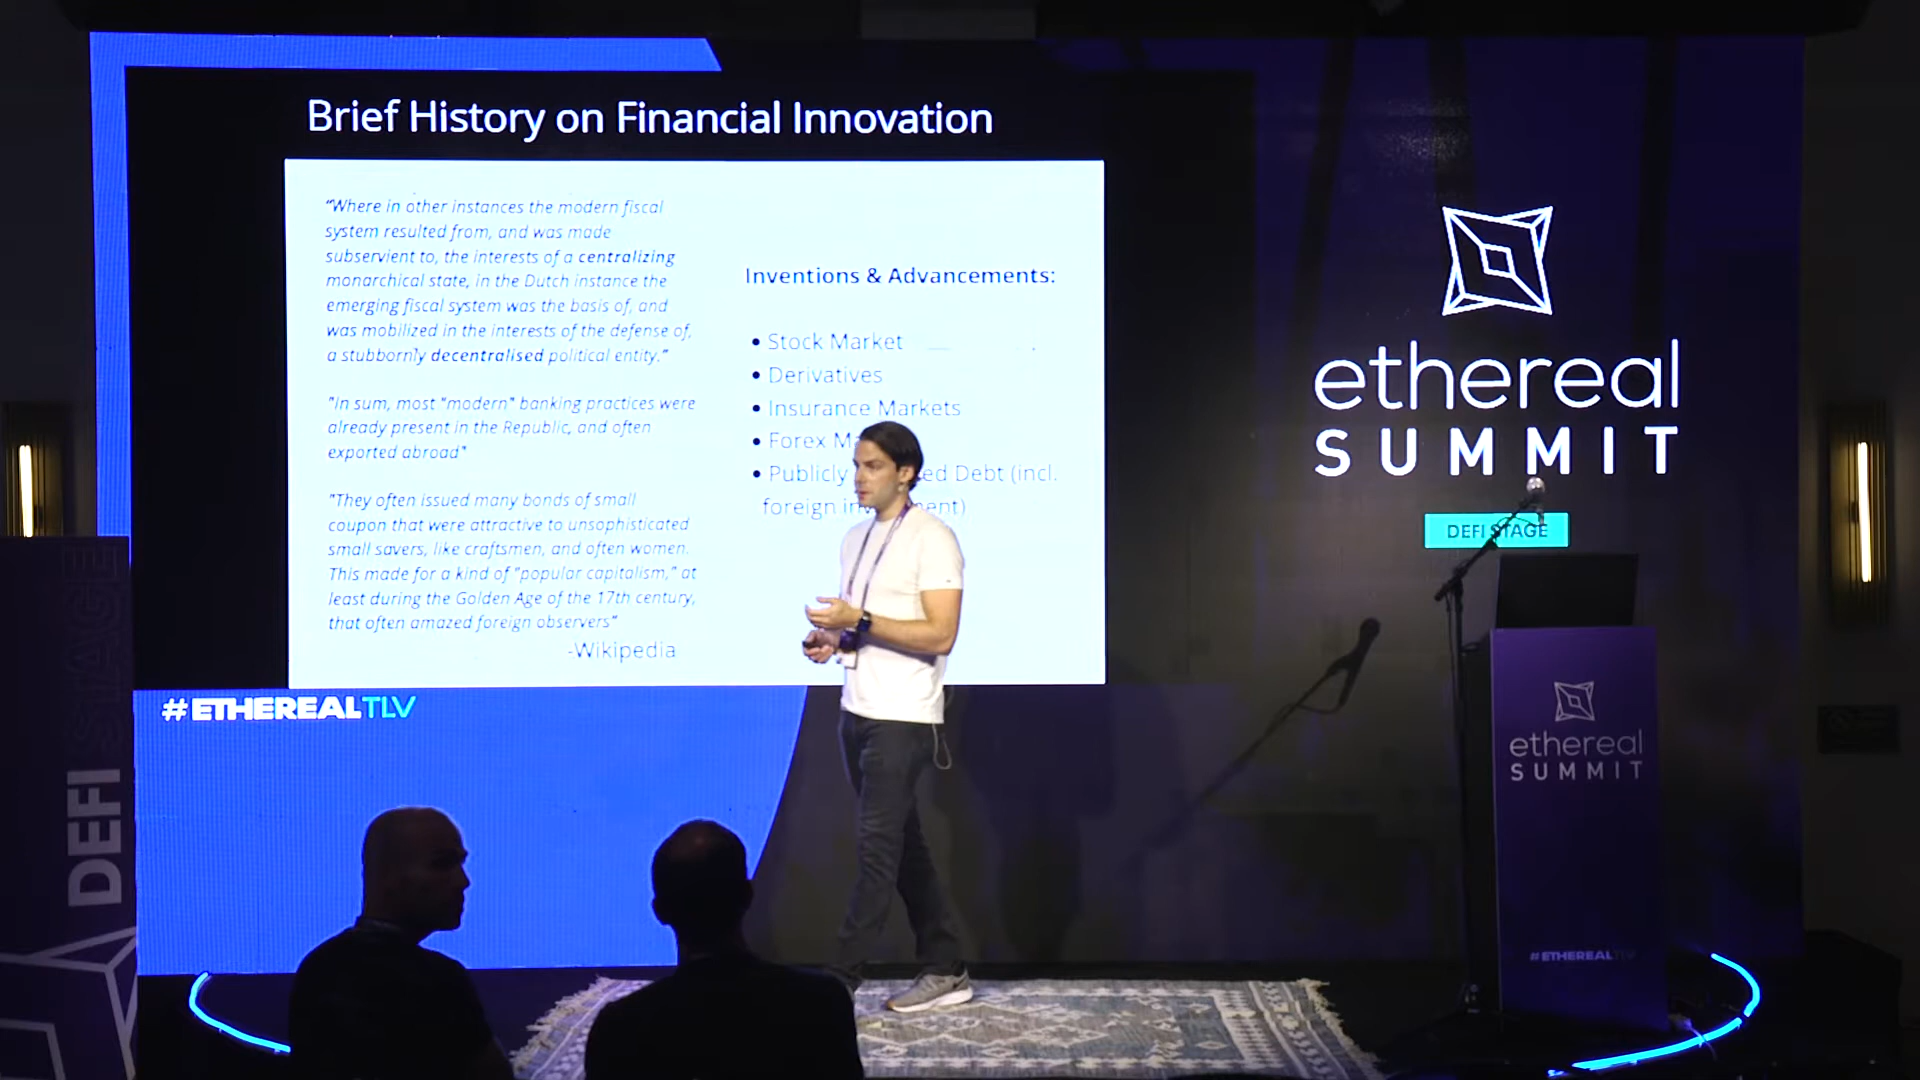 Brief History on Financial Innovation
"Where in other instances the modern fiscal
system resulted from, and was made
subservient to, the interests of a centralizing
monarchical state, in the Dutch instance the
emerging fiscal system was the basis of, and
was mobilized in the interests of the defense of,
a stubbornly decentralised political entity."
"In sum, most "modern" banking practices were
already present in the Republic, and often
exported abroad"
"They often issued many bonds of small
coupon that were attractive to unsophisticated
small savers, like craftsmen, and often women.
This made for a kind of "popular capitalism," at
least during the Golden Age of the 17th century,
that often amazed foreign observers"
-Wikipedia
Inventions & Advancements:
• Stock Market
• Derivatives
• Insurance Markets
• Forex
• Publicly Debt (incl.
foreign
#ETHEREALTLV
ethereal
SUMMIT
DEFI STAGE
ethereal
SUMMIT
#ETHEREALTLV
DEFI STAGE